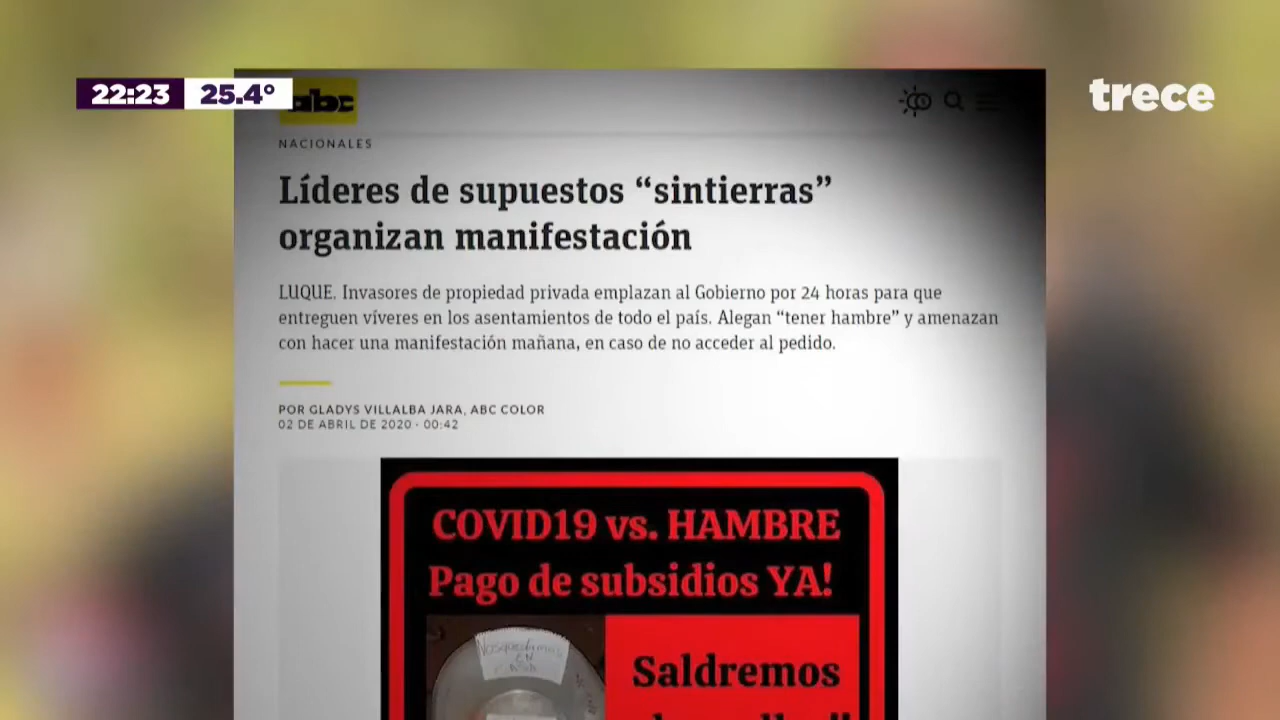 22:23 25.4°
trece
abc
NACIONALES
Líderes de supuestos “sintierras”
organizan manifestación
LUQUE. Invasores de propiedad privada emplazan al Gobierno por 24 horas para que
entreguen víveres en los asentamientos de todo el país. Alegan “tener hambre” y amenazan
con hacer una manifestación mañana, en caso de no acceder al pedido.
POR GLADYS VILLALBA JARA, ABC COLOR
02 DE ABRIL DE 2020 · 00:42
COVID19 vs. HAMBRE
Pago de subsidios YA!
Saldremos